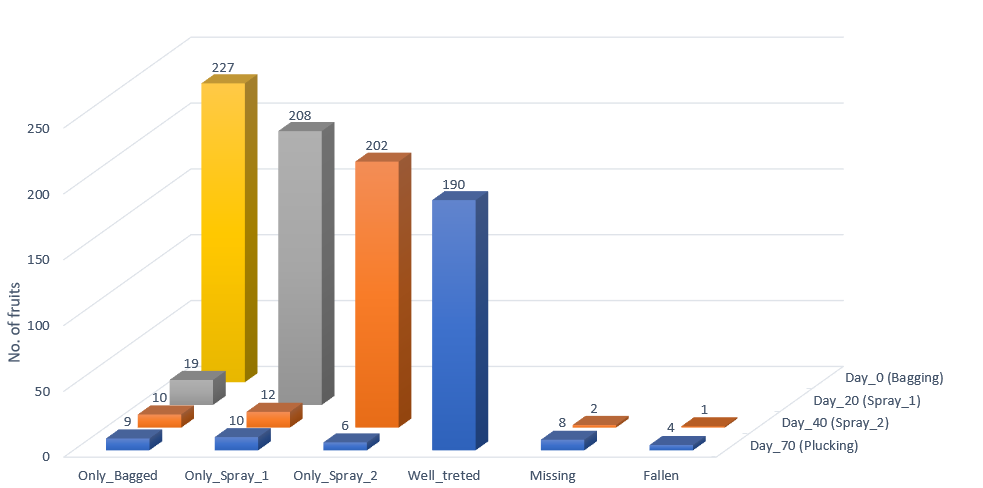 227
208
202
190
19
10
12
9
10
6
8
2
4
1
250
200
150
100
50
0
No. of fruits
Only_Bagged
Only_Spray_1
Only_Spray_2
Well_treted
Missing
Fallen
Day_0 (Bagging)
Day_20 (Spray_1)
Day_40 (Spray_2)
Day_70 (Plucking)